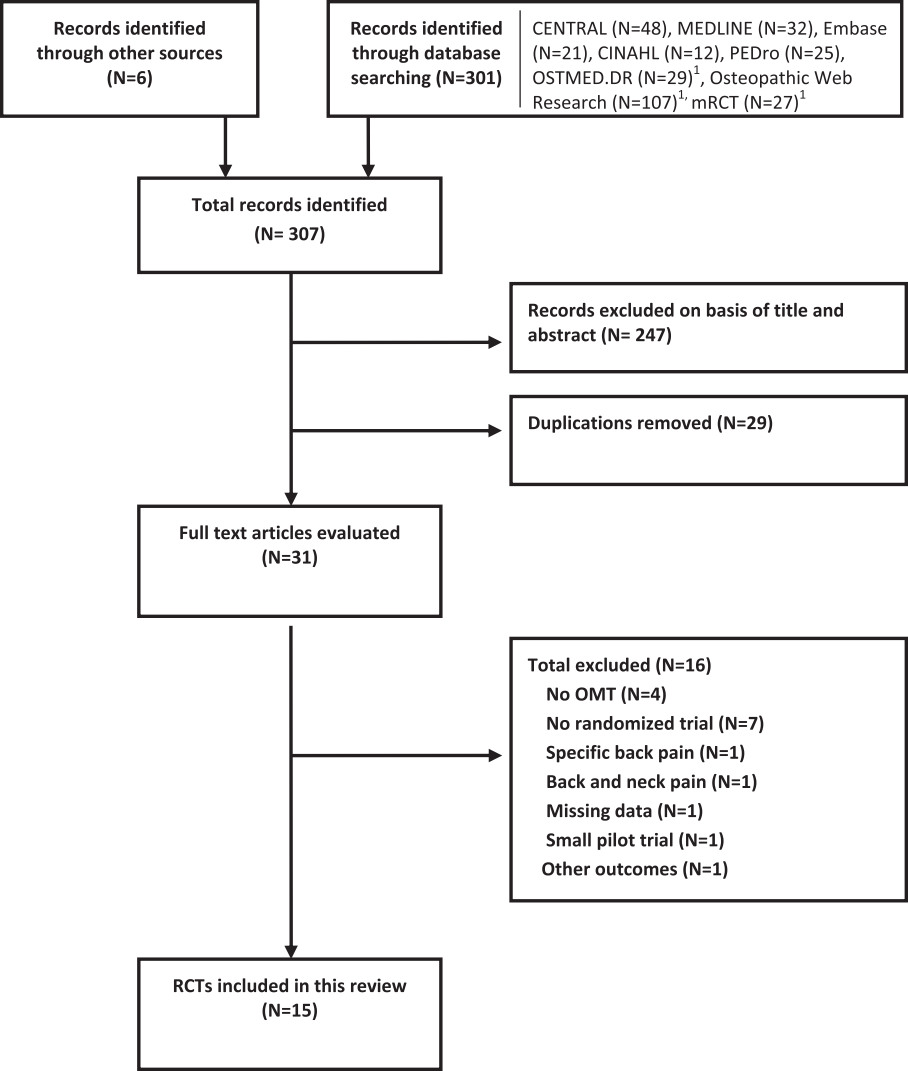 Records identified
through other sources
(N=6)
Records identified
through database
searching (N=301)
CENTRAL (N=48), MEDLINE (N=32), Embase
(N=21), CINAHL (N=12), PEDro (N=25),
OSTMED.DR (N=29)1, Osteopathic Web
Research (N=107)1, mRCT (N=27)1
Total records identified
(N= 307)
Records excluded on basis of title and
abstract (N= 247)
Duplications removed (N=29)
Full text articles evaluated
(N=31)
Total excluded (N=16)
No OMT (N=4)
No randomized trial (N=7)
Specific back pain (N=1)
Back and neck pain (N=1)
Missing data (N=1)
Small pilot trial (N=1)
Other outcomes (N=1)
RCTs included in this review
(N=15)